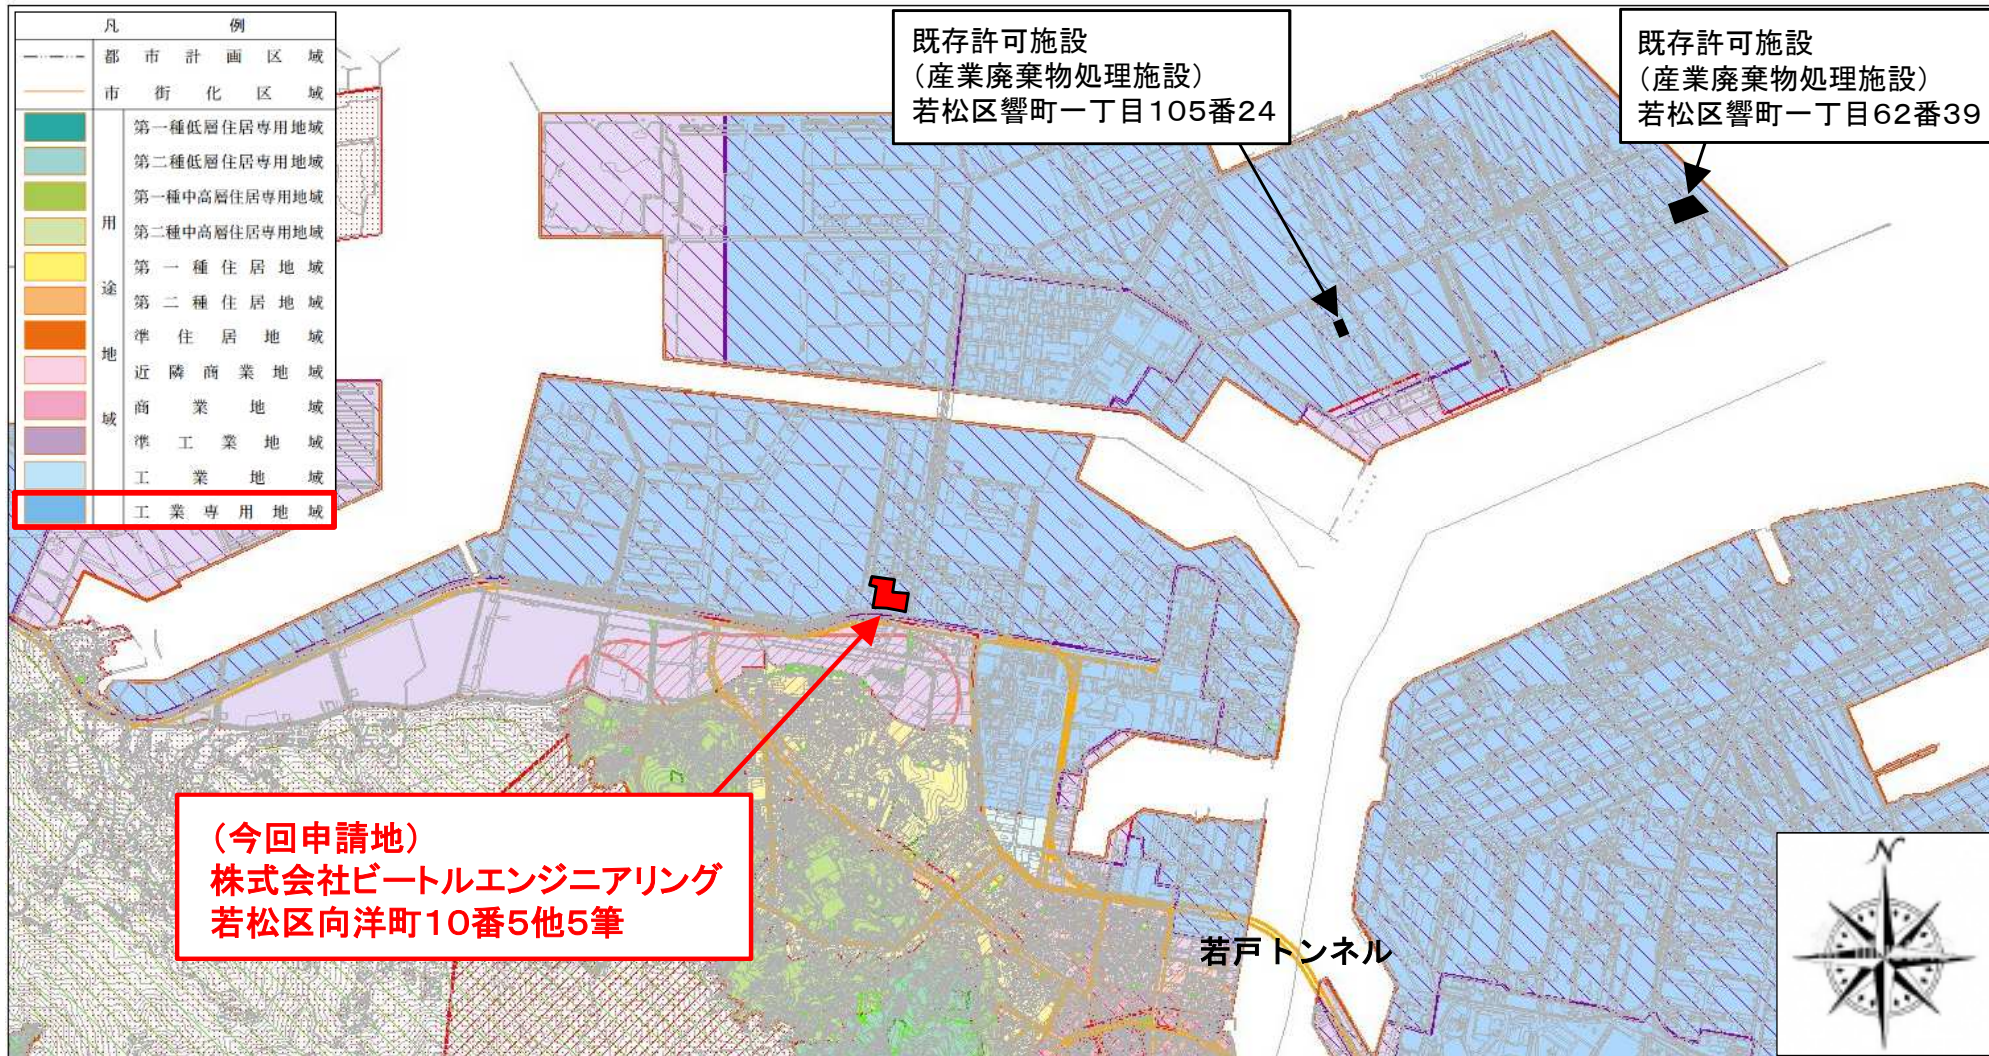 凡例
都市計画区域
市街化区域
用途地域
第一種低層住居専用地域
第二種低層住居専用地域
第一種中高層住居専用地域
第二種中高層住居専用地域
第一種住居地域
第二種住居地域
準住居地域
近隣商業地域
商業地域
準工業地域
工業地域
工業専用地域
既存許可施設
（産業廃棄物処理施設）
若松区響町一丁目105番24
既存許可施設
（産業廃棄物処理施設）
若松区響町一丁目62番39
（今回申請地）
株式会社ビートルエンジニアリング
若松区向洋町10番5他5筆
若戸トンネル
N